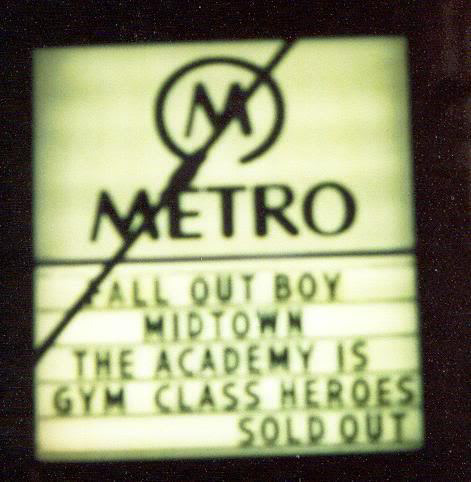 M
METRO
FALL OUT BOY
MIDTOWN
THE ACADEMY IS
GYM CLASS HEROES
SOLD OUT